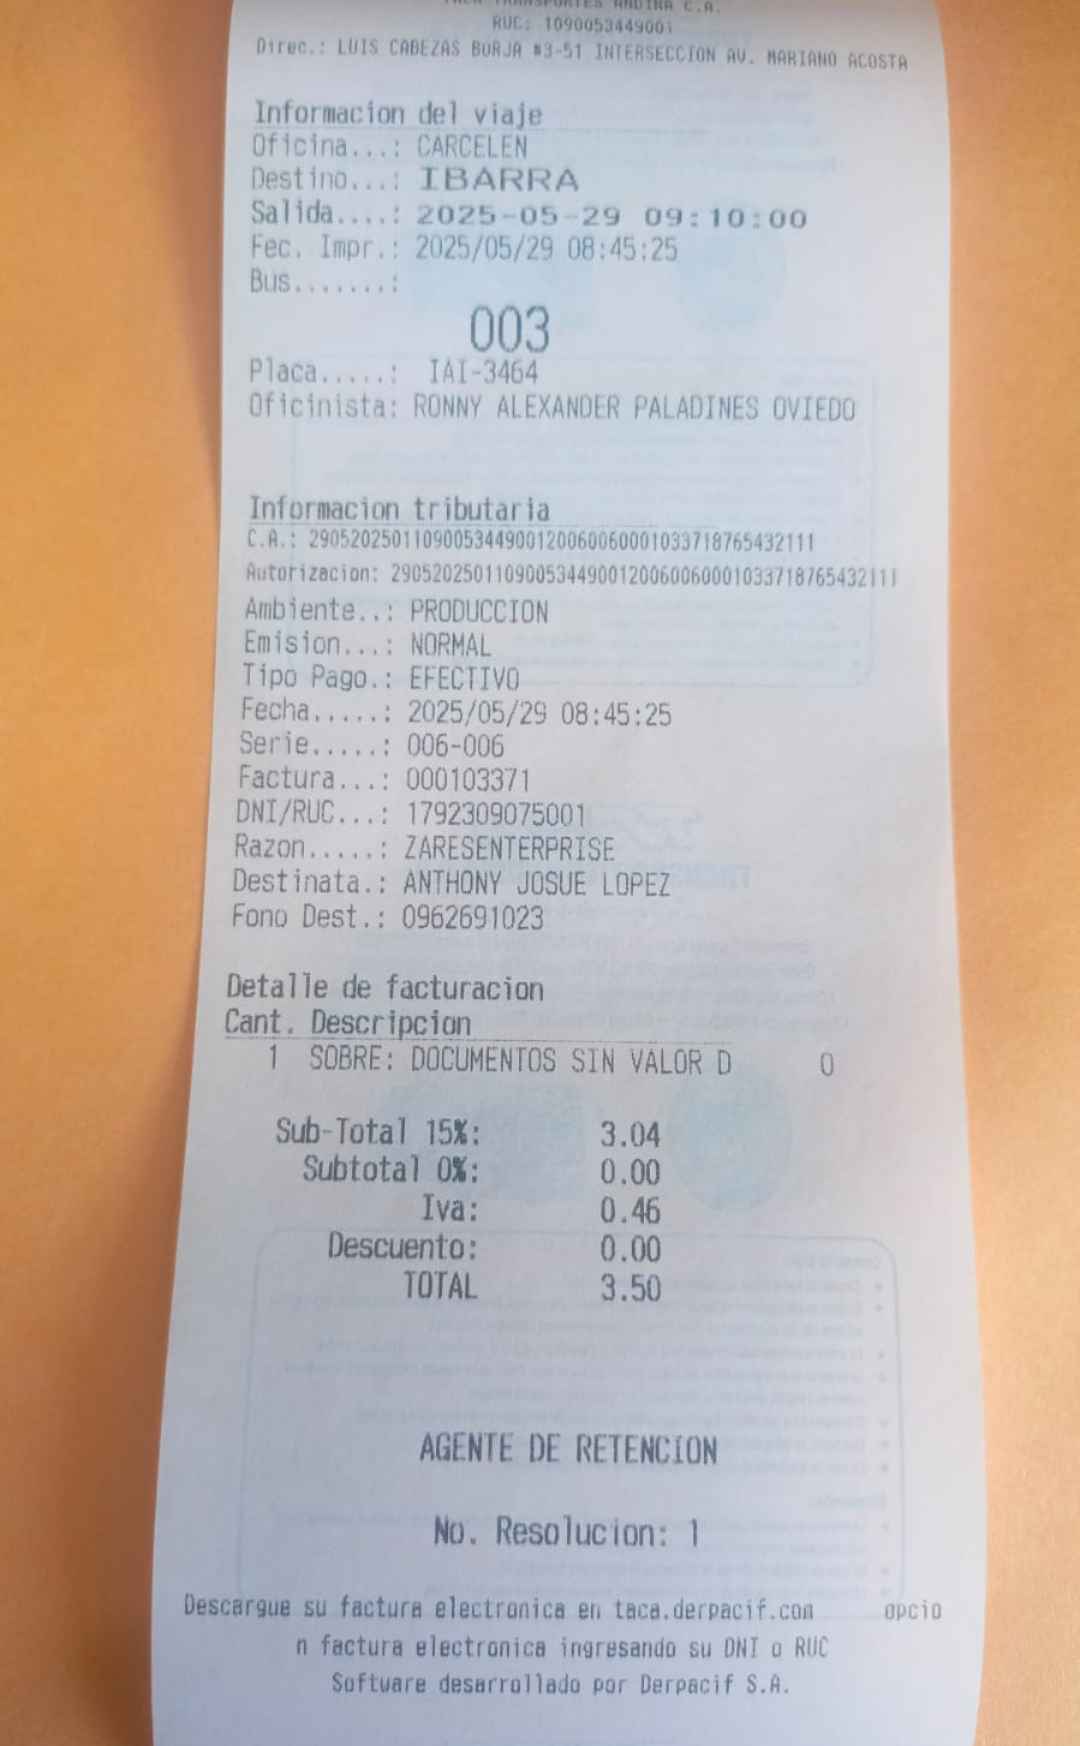 TACA TRANSPORTES ANDINA C.A.
RUC: 1090053449001
Direc.: LUIS CABEZAS BORJA #3-51 INTERSECCION AV. MARIANO ACOSTA
Informacion del viaje
Oficina...: CARCELEN
Destino...: IBARRA
Salida....: 2025-05-29 09:10:00
Fec. Impr.: 2025/05/29 08:45:25
Bus.......:
003
Placa.....: IAI-3464
Oficinista: RONNY ALEXANDER PALADINES OVIEDO
Informacion tributaria
C.A.: 2905202501109005344900120060060001033718765432111
Autorizacion: 2905202501109005344900120060060001033718765432111
Ambiente..: PRODUCCION
Emision...: NORMAL
Tipo Pago.: EFECTIVO
Fecha.....: 2025/05/29 08:45:25
Serie.....: 006-006
Factura...: 000103371
DNI/RUC...: 1792309075001
Razon.....: ZARESENTERPRISE
Destinata.: ANTHONY JOSUE LOPEZ
Fono Dest.: 0962691023
Detalle de facturacion
Cant. Descripcion
1 SOBRE: DOCUMENTOS SIN VALOR D 0
Sub-Total 15%: 3.04
Subtotal 0%: 0.00
Iva: 0.46
Descuento: 0.00
TOTAL 3.50
AGENTE DE RETENCION
No. Resolucion: 1
Descargue su factura electronica en taca.derpacif.com opcio
n factura electronica ingresando su DNI o RUC
Software desarrollado por Derpacif S.A.